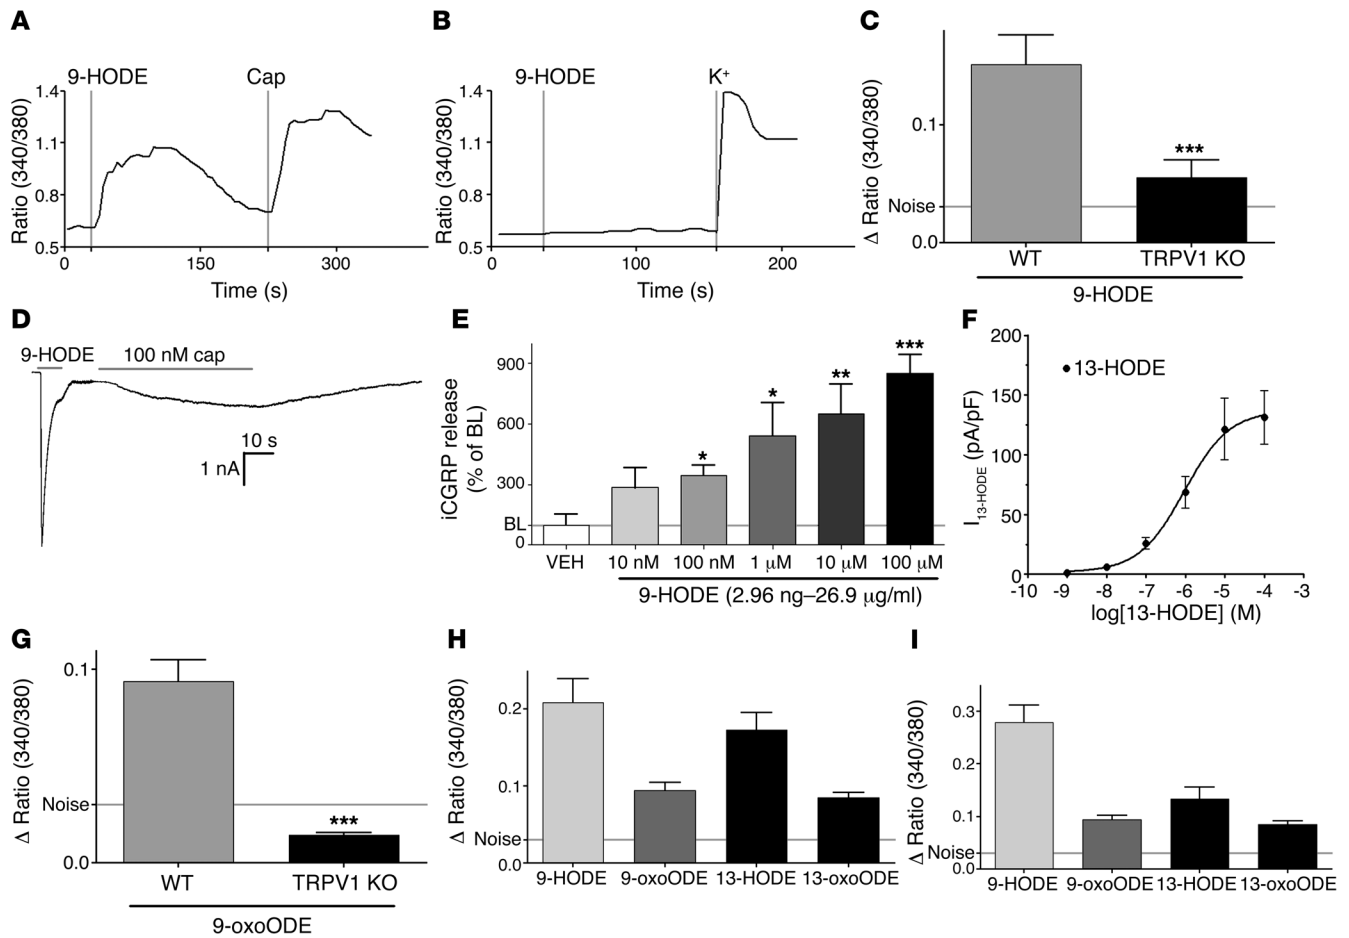 A
9-HODE
Cap
Ratio (340/380)
1.4
1.1
0.8
0.5
0
150
300
Time (s)
B
9-HODE
K+
Ratio (340/380)
1.4
1.1
0.8
0.5
0
100
200
Time (s)
C
Δ Ratio (340/380)
0.1
Noise
0.0
***
WT
TRPV1 KO
9-HODE
D
9-HODE
100 nM cap
10 s
1 nA
E
iCGRP release
(% of BL)
900
600
300
BL
0
*
*
**
***
VEH
10 nM
100 nM
1 μM
10 μM
100 μM
9-HODE (2.96 ng–26.9 μg/ml)
F
I13-HODE (pA/pF)
200
150
100
50
0
13-HODE
-10
-9
-8
-7
-6
-5
-4
-3
log[13-HODE] (M)
G
Δ Ratio (340/380)
0.1
Noise
0.0
***
WT
TRPV1 KO
9-oxoODE
H
Δ Ratio (340/380)
0.2
0.1
Noise
0.0
9-HODE
9-oxoODE
13-HODE
13-oxoODE
I
Δ Ratio (340/380)
0.3
0.2
0.1
Noise
0.0
9-HODE
9-oxoODE
13-HODE
13-oxoODE